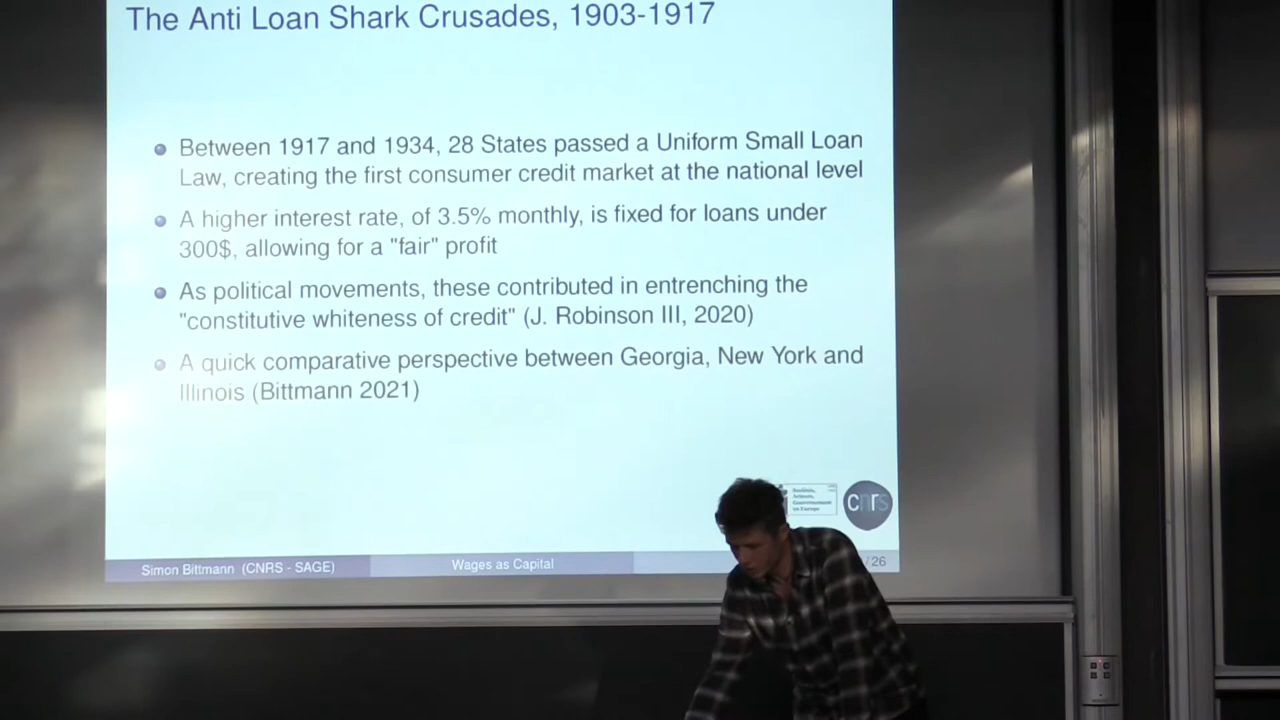 The Anti Loan Shark Crusades, 1903-1917
Between 1917 and 1934, 28 States passed a Uniform Small Loan
Law, creating the first consumer credit market at the national level
A higher interest rate, of 3.5% monthly, is fixed for loans under
300$, allowing for a "fair" profit
As political movements, these contributed in entrenching the
"constitutive whiteness of credit" (J. Robinson III, 2020)
A quick comparative perspective between Georgia, New York and
Illinois (Bittmann 2021)
cnrs
Simon Bittmann (CNRS - SAGE)
Wages as Capital
/26